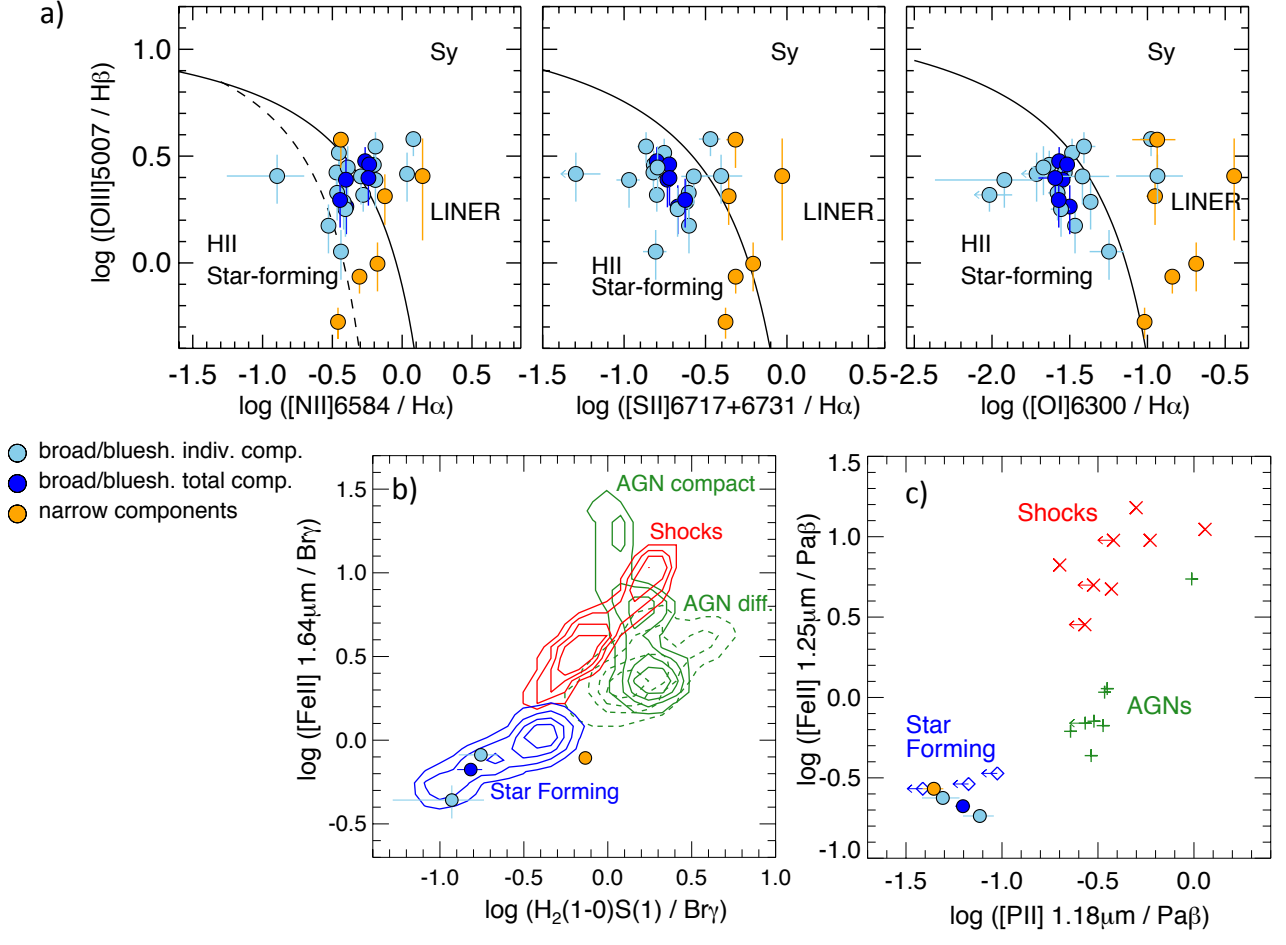 a)
log ([OIII]5007 / Hβ)
1.0
0.5
0.0
Sy
LINER
HII
Star-forming
Sy
LINER
HII
Star-forming
Sy
LINER
HII
Star-forming
-1.5 -1.0 -0.5 0.0 0.5
-1.5 -1.0 -0.5 0.0 0.5
-2.5 -2.0 -1.5 -1.0 -0.5
log ([NII]6584 / Hα)
log ([SII]6717+6731 / Hα)
log ([OI]6300 / Hα)
broad/bluesh. indiv. comp.
broad/bluesh. total comp.
narrow components
b)
log ([FeII] 1.64μm / Brγ)
1.5
1.0
0.5
0.0
-0.5
AGN compact
Shocks
AGN diff.
Star Forming
-1.0 -0.5 0.0 0.5 1.0
log (H₂(1-0)S(1) / Brγ)
c)
log ([FeII] 1.25μm / Paβ)
1.5
1.0
0.5
0.0
-0.5
-1.0
Shocks
AGNs
Star
Forming
-1.5 -1.0 -0.5 0.0
log ([PII] 1.18μm / Paβ)